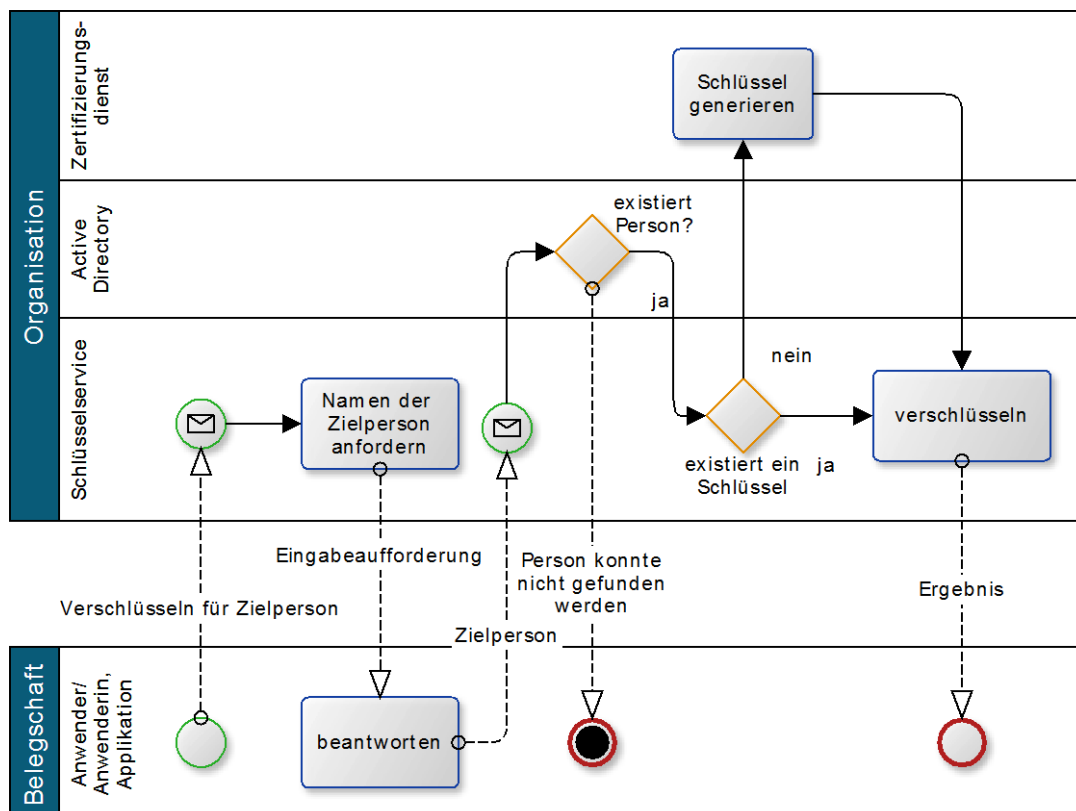 Organisation
Zertifizierungs-
dienst
Schlüssel
generieren
Active
Directory
existiert
Person?
ja
Schlüsselservice
Namen der
Zielperson
anfordern
nein
verschlüsseln
existiert ein
Schlüssel
ja
Eingabeaufforderung
Person konnte
nicht gefunden
werden
Verschlüsseln für Zielperson
Zielperson
Ergebnis
Belegschaft
Anwender/
Anwenderin,
Applikation
beantworten